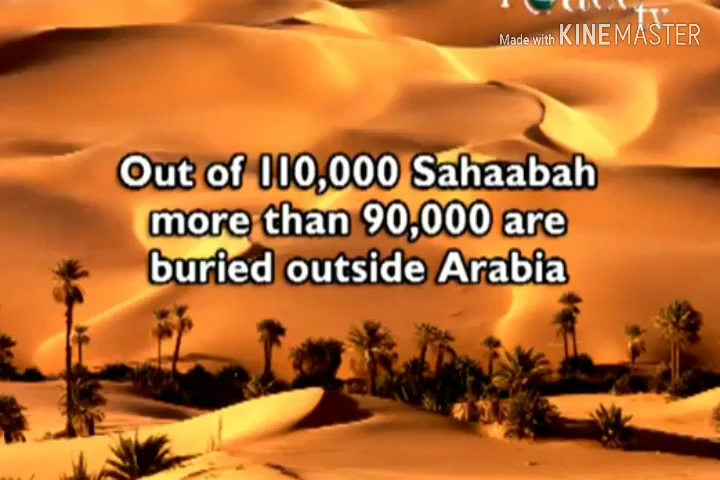 Made with KINEMASTER
Out of 110,000 Sahaabah
more than 90,000 are
buried outside Arabia